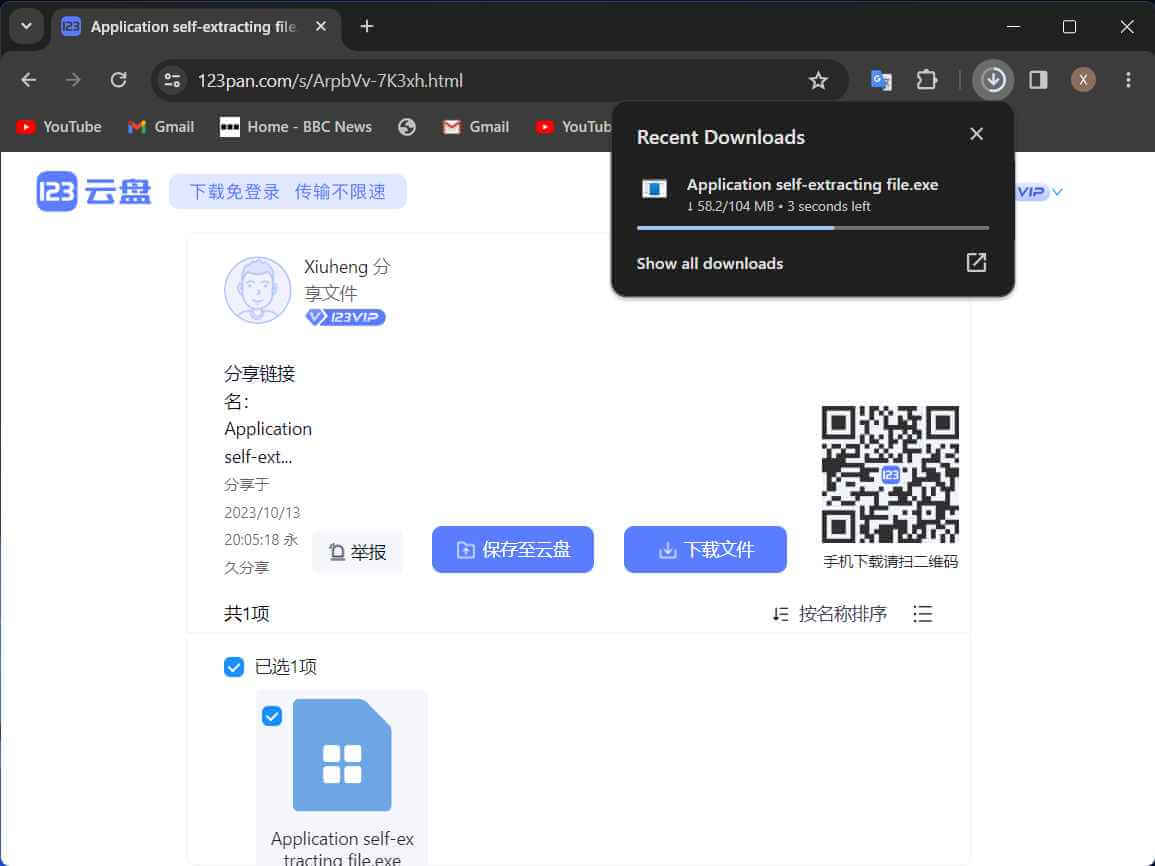 123
Application self-extracting file
123pan.com/s/ArpbVv-7K3xh.html
X
YouTube
Gmail
Home - BBC News
Gmail
YouTub
Recent Downloads
Application self-extracting file.exe
↓ 58.2/104 MB • 3 seconds left
Show all downloads
123 云盘
下载免登录 传输不限速
VIP
Xiuheng 分
享文件
123VIP
分享链接
名：
Application
self-ext...
分享于
2023/10/13
20:05:18 永
久分享
举报
保存至云盘
下载文件
123
手机下载请扫二维码
共1项
按名称排序
已选1项
Application self-ex
tracting file.exe